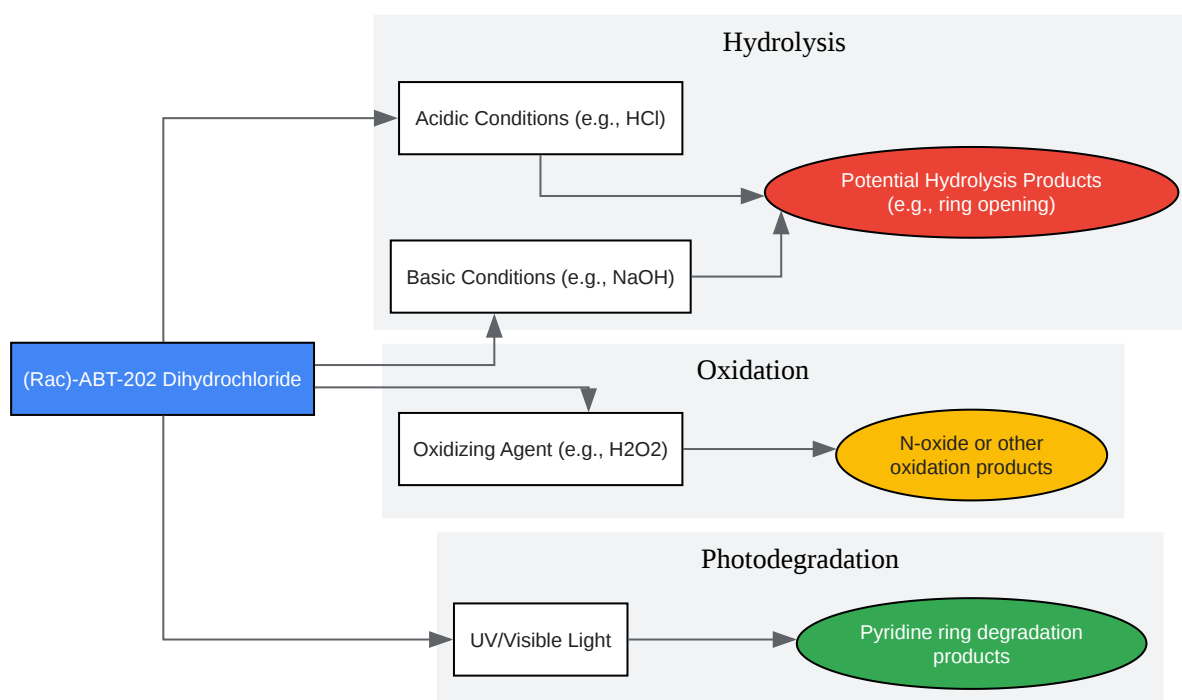 Hydrolysis
Acidic Conditions (e.g., HCl)
Potential Hydrolysis Products
(e.g., ring opening)
Basic Conditions (e.g., NaOH)
(Rac)-ABT-202 Dihydrochloride
Oxidation
Oxidizing Agent (e.g., H2O2)
N-oxide or other
oxidation products
Photodegradation
UV/Visible Light
Pyridine ring degradation
products